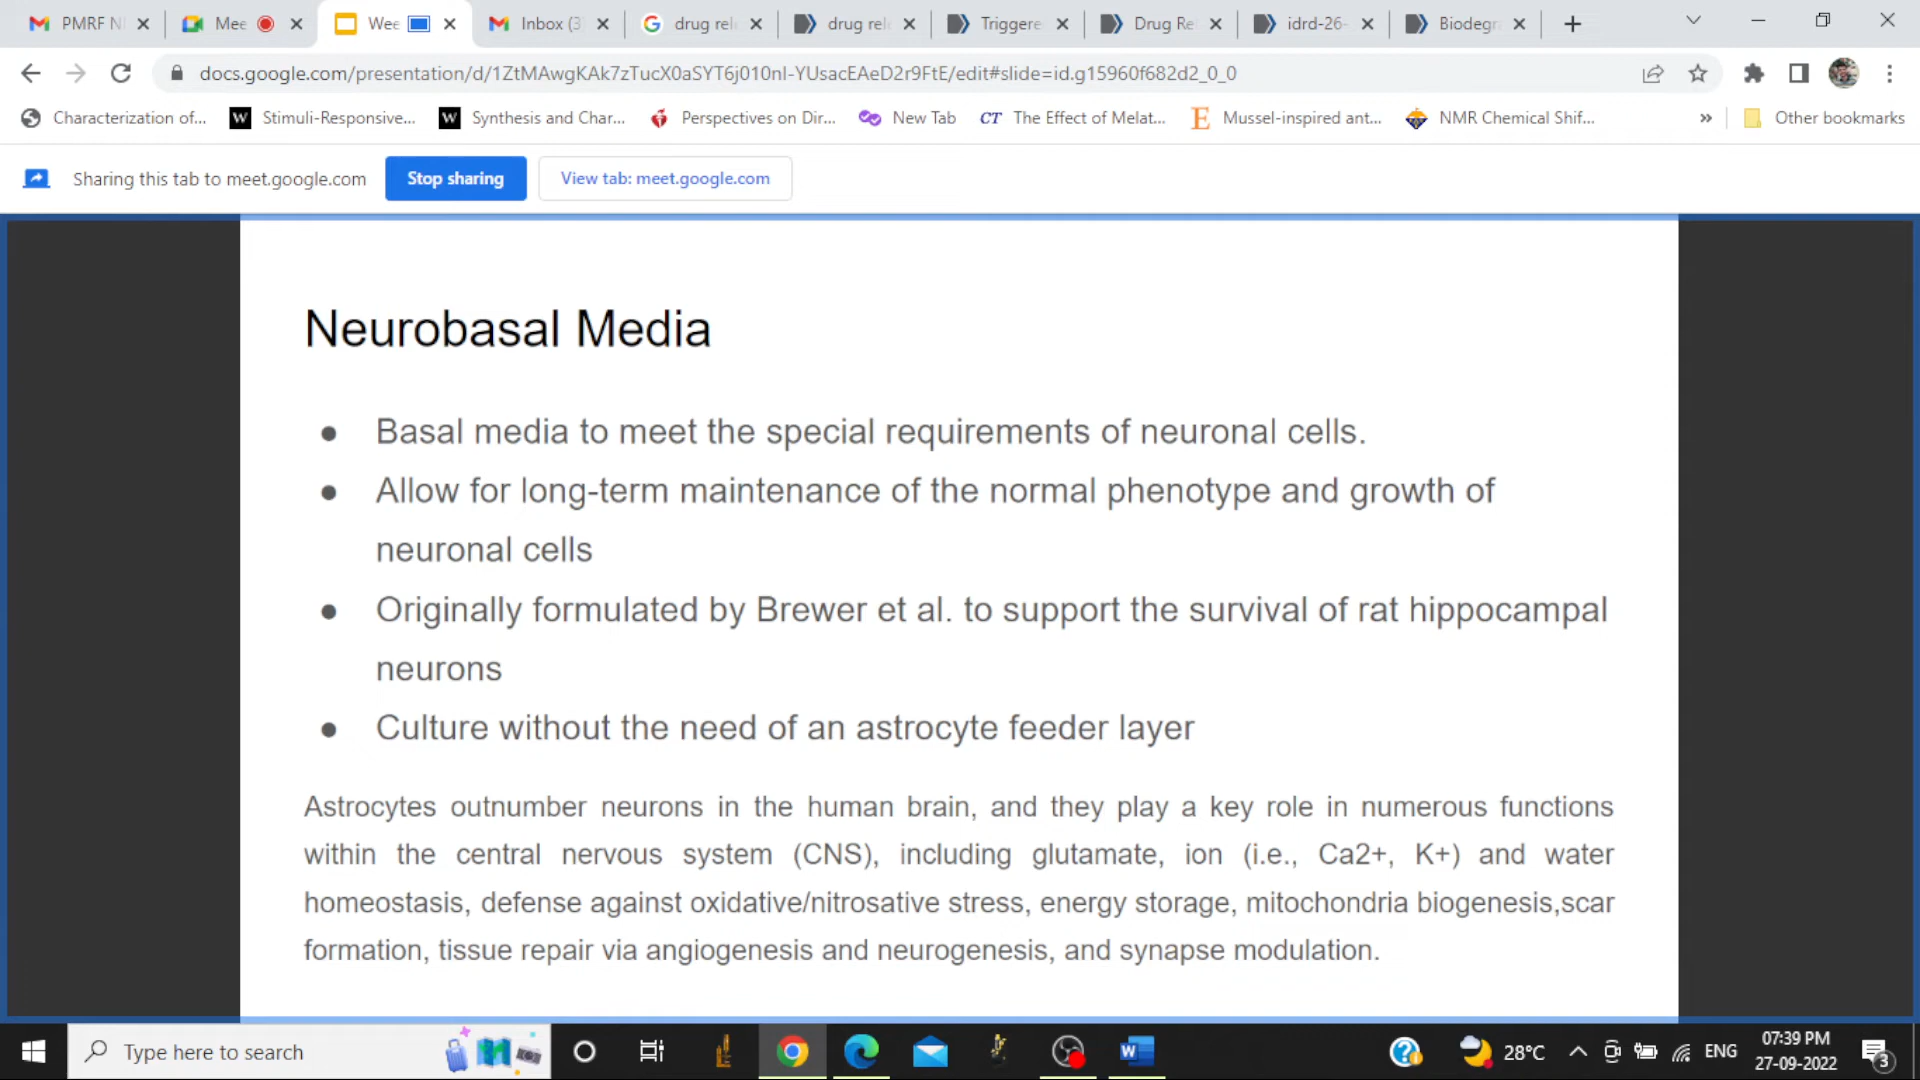 PMRF N
Mee
Wee
Inbox (3
drug rele
drug rele
Triggere
Drug Re
idrd-26-
Biodegr
docs.google.com/presentation/d/1ZtMAwgKAk7zTucX0aSYT6j010nI-YUsacEAeD2r9FtE/edit#slide=id.g15960f682d2_0_0
Characterization of...
W Stimuli-Responsive...
W Synthesis and Char...
Perspectives on Dir...
New Tab
CT The Effect of Melat...
E Mussel-inspired ant...
NMR Chemical Shif...
»
Other bookmarks
Sharing this tab to meet.google.com
Stop sharing
View tab: meet.google.com
Neurobasal Media
● Basal media to meet the special requirements of neuronal cells.
● Allow for long-term maintenance of the normal phenotype and growth of
neuronal cells
● Originally formulated by Brewer et al. to support the survival of rat hippocampal
neurons
● Culture without the need of an astrocyte feeder layer
Astrocytes outnumber neurons in the human brain, and they play a key role in numerous functions
within the central nervous system (CNS), including glutamate, ion (i.e., Ca2+, K+) and water
homeostasis, defense against oxidative/nitrosative stress, energy storage, mitochondria biogenesis,scar
formation, tissue repair via angiogenesis and neurogenesis, and synapse modulation.
Type here to search
28°C
ENG
07:39 PM
27-09-2022
3